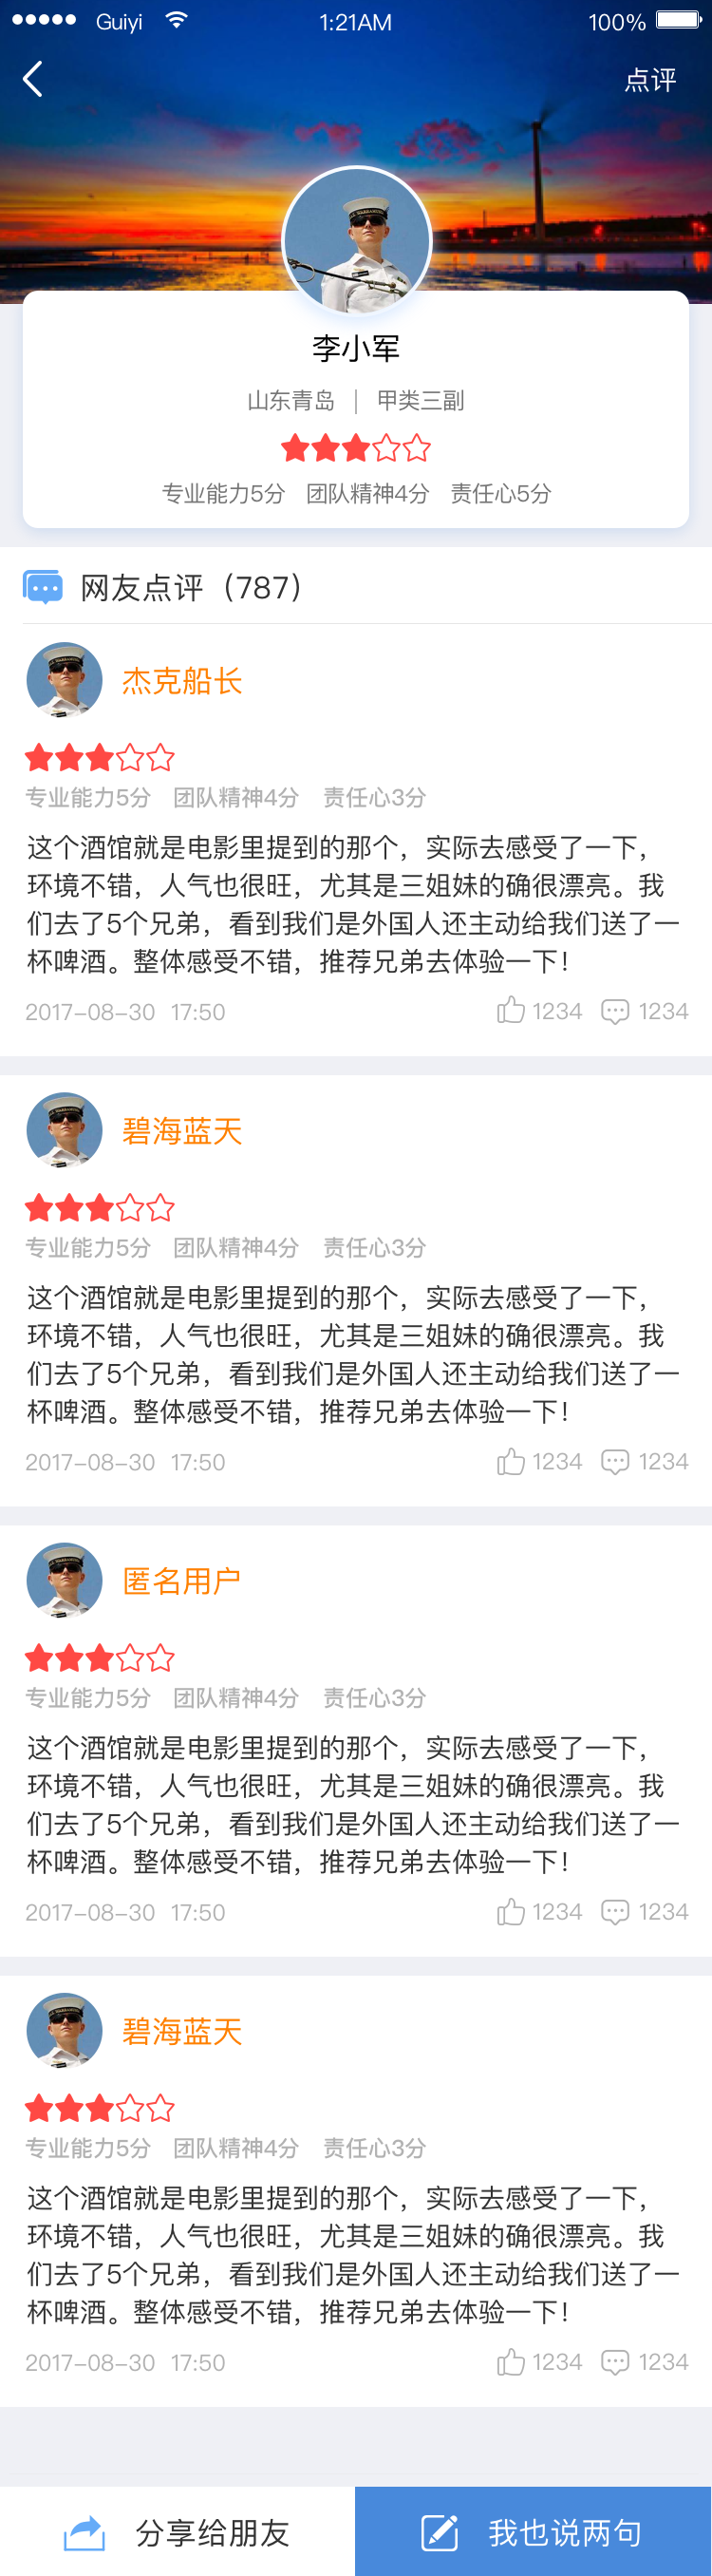 Guiyi 1:21AM 100%
点评
李小军
山东青岛 | 甲类三副
专业能力5分 团队精神4分 责任心5分
网友点评（787）
杰克船长
专业能力5分 团队精神4分 责任心3分
这个酒馆就是电影里提到的那个，实际去感受了一下，
环境不错，人气也很旺，尤其是三姐妹的确很漂亮。我
们去了5个兄弟，看到我们是外国人还主动给我们送了一
杯啤酒。整体感受不错，推荐兄弟去体验一下！
2017-08-30 17:50 1234 1234
碧海蓝天
专业能力5分 团队精神4分 责任心3分
这个酒馆就是电影里提到的那个，实际去感受了一下，
环境不错，人气也很旺，尤其是三姐妹的确很漂亮。我
们去了5个兄弟，看到我们是外国人还主动给我们送了一
杯啤酒。整体感受不错，推荐兄弟去体验一下！
2017-08-30 17:50 1234 1234
匿名用户
专业能力5分 团队精神4分 责任心3分
这个酒馆就是电影里提到的那个，实际去感受了一下，
环境不错，人气也很旺，尤其是三姐妹的确很漂亮。我
们去了5个兄弟，看到我们是外国人还主动给我们送了一
杯啤酒。整体感受不错，推荐兄弟去体验一下！
2017-08-30 17:50 1234 1234
碧海蓝天
专业能力5分 团队精神4分 责任心3分
这个酒馆就是电影里提到的那个，实际去感受了一下，
环境不错，人气也很旺，尤其是三姐妹的确很漂亮。我
们去了5个兄弟，看到我们是外国人还主动给我们送了一
杯啤酒。整体感受不错，推荐兄弟去体验一下！
2017-08-30 17:50 1234 1234
分享给朋友 我也说两句